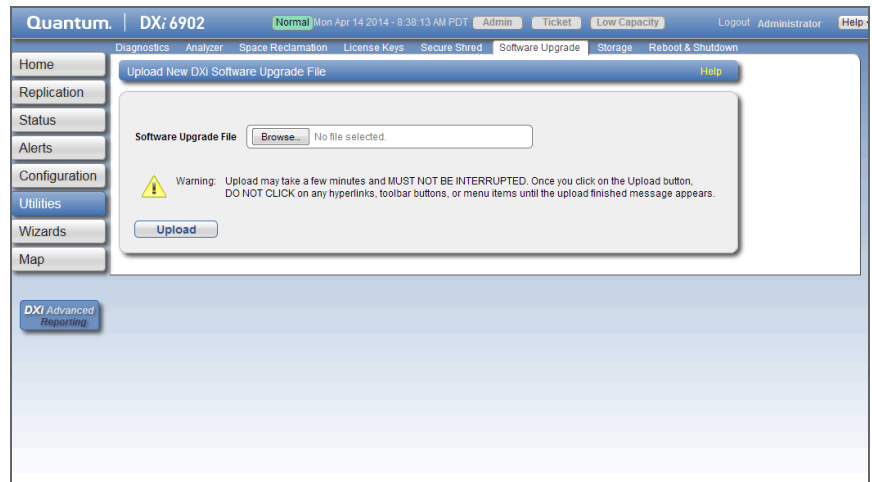 Quantum. DXi 6902 Normal Mon Apr 14 2014 - 8:38:13 AM PDT Admin Ticket Low Capacity Logout Administrator Help
Diagnostics Analyzer Space Reclamation License Keys Secure Shred Software Upgrade Storage Reboot & Shutdown
Home
Upload New DXi Software Upgrade File Help
Replication
Status
Alerts
Configuration
Utilities
Wizards
Map
Software Upgrade File Browse... No file selected.
Warning: Upload may take a few minutes and MUST NOT BE INTERRUPTED. Once you click on the Upload button,
DO NOT CLICK on any hyperlinks, toolbar buttons, or menu items until the upload finished message appears.
Upload
DXi Advanced
Reporting